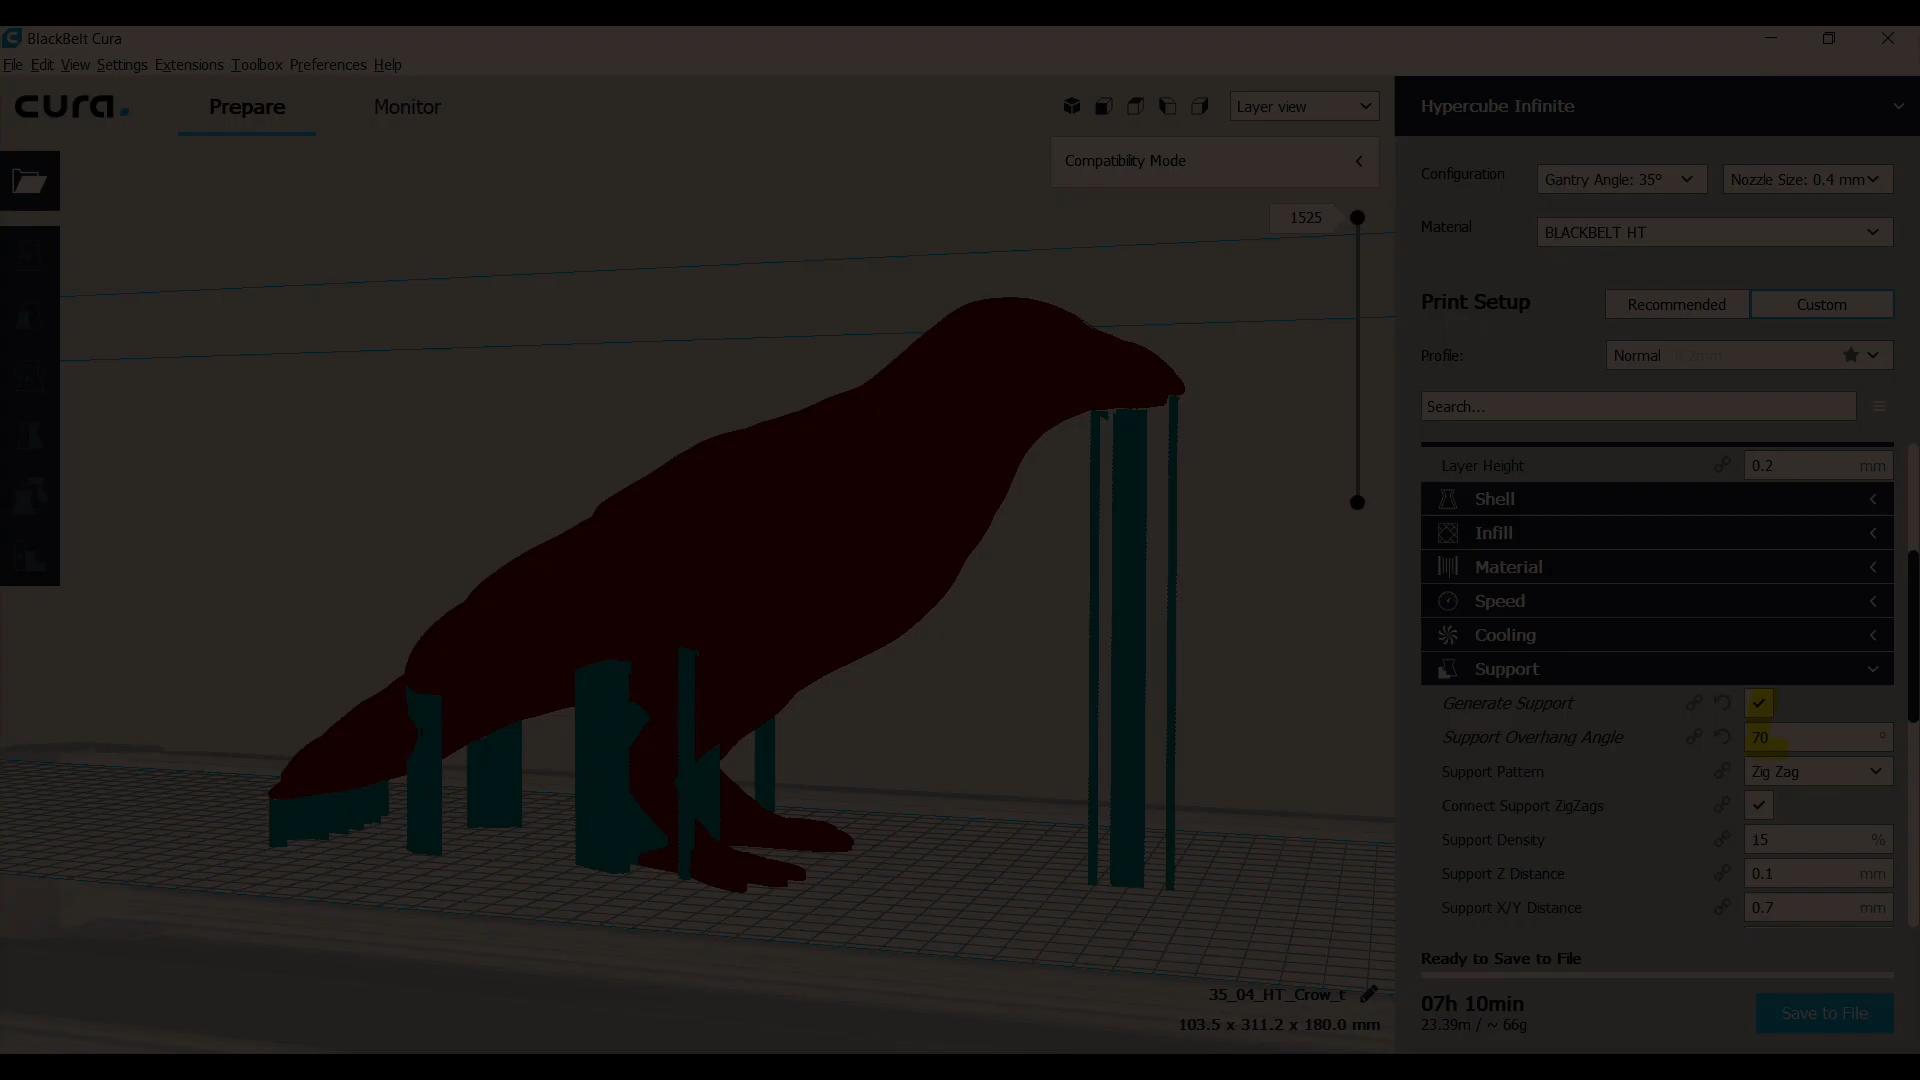 BlackBelt Cura
File Edit View Settings Extensions Toolbox Preferences Help
cura.
Prepare
Monitor
Layer view
Compatibility Mode
1525
35_04_HT_Crow_t
103.5 x 311.2 x 180.0 mm
Hypercube Infinite
Configuration
Gantry Angle: 35°
Nozzle Size: 0.4 mm
Material
BLACKBELT HT
Print Setup
Recommended
Custom
Profile:
Normal 0.2mm
Search...
Layer Height
0.2 mm
Shell
Infill
Material
Speed
Cooling
Support
Generate Support
Support Overhang Angle
70 °
Support Pattern
Zig Zag
Connect Support ZigZags
Support Density
15 %
Support Z Distance
0.1 mm
Support X/Y Distance
0.7 mm
Ready to Save to File
07h 10min
23.39m / ~ 66g
Save to File